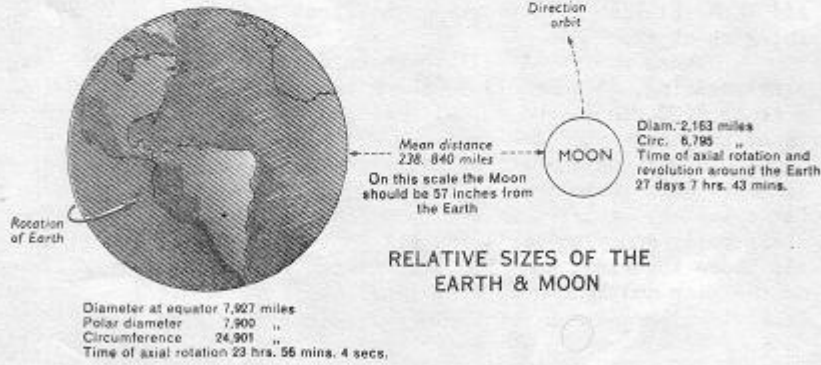 Direction
orbit
Mean distance
238. 840 miles
On this scale the Moon
should be 57 inches from
the Earth
MOON
Diam. 2,163 miles
Circ. 6,795 ,,
Time of axial rotation and
revolution around the Earth
27 days 7 hrs. 43 mins.
Rotation
of Earth
RELATIVE SIZES OF THE
EARTH & MOON
Diameter at equator 7,927 miles
Polar diameter 7,900 ,,
Circumference 24,901 ,,
Time of axial rotation 23 hrs. 56 mins. 4 secs.